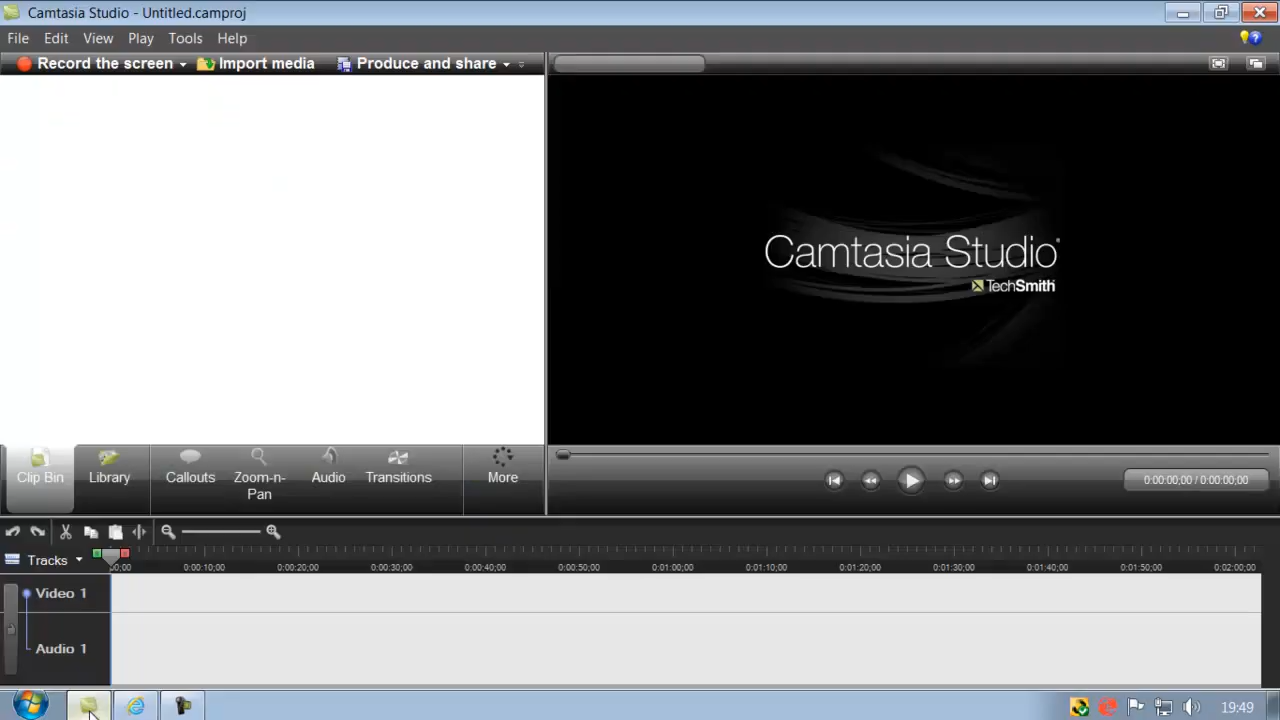 Camtasia Studio - Untitled.camproj
File Edit View Play Tools Help
Record the screen Import media Produce and share
Camtasia Studio®
TechSmith
Clip Bin Library Callouts Zoom-n-Pan Audio Transitions More
0:00:00,00 / 0:00:00,00
Tracks
00;00 0:00:10;00 0:00:20;00 0:00:30;00 0:00:40;00 0:00:50;00 0:01:00;00 0:01:10;00 0:01:20;00 0:01:30;00 0:01:40;00 0:01:50;00 0:02:00;00
Video 1
Audio 1
19:49